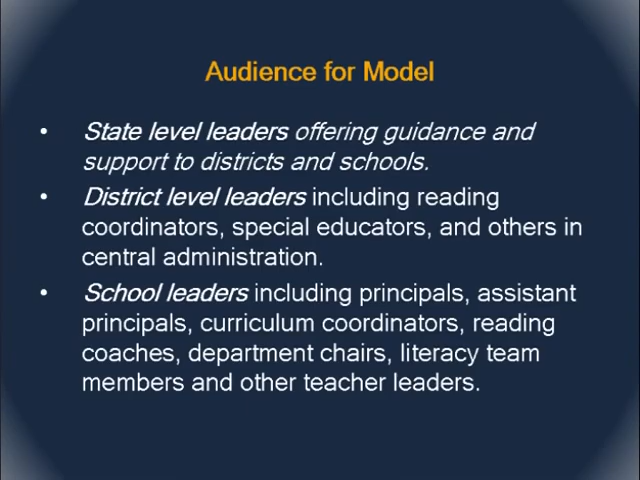 Audience for Model
• State level leaders offering guidance and
support to districts and schools.
• District level leaders including reading
coordinators, special educators, and others in
central administration.
• School leaders including principals, assistant
principals, curriculum coordinators, reading
coaches, department chairs, literacy team
members and other teacher leaders.